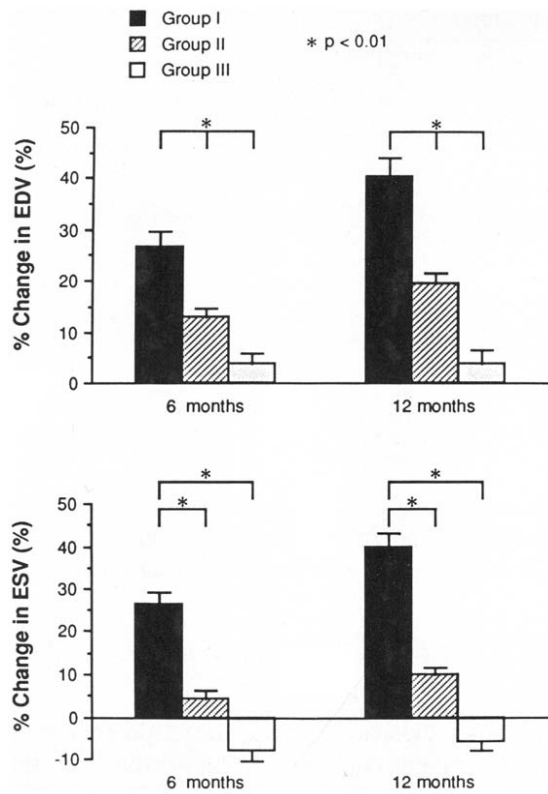 Group I
Group II
* p < 0.01
Group III
% Change in EDV (%)
50
40
30
20
10
0
* *
6 months 12 months
% Change in ESV (%)
50
40
30
20
10
0
-10
* *
* *
6 months 12 months